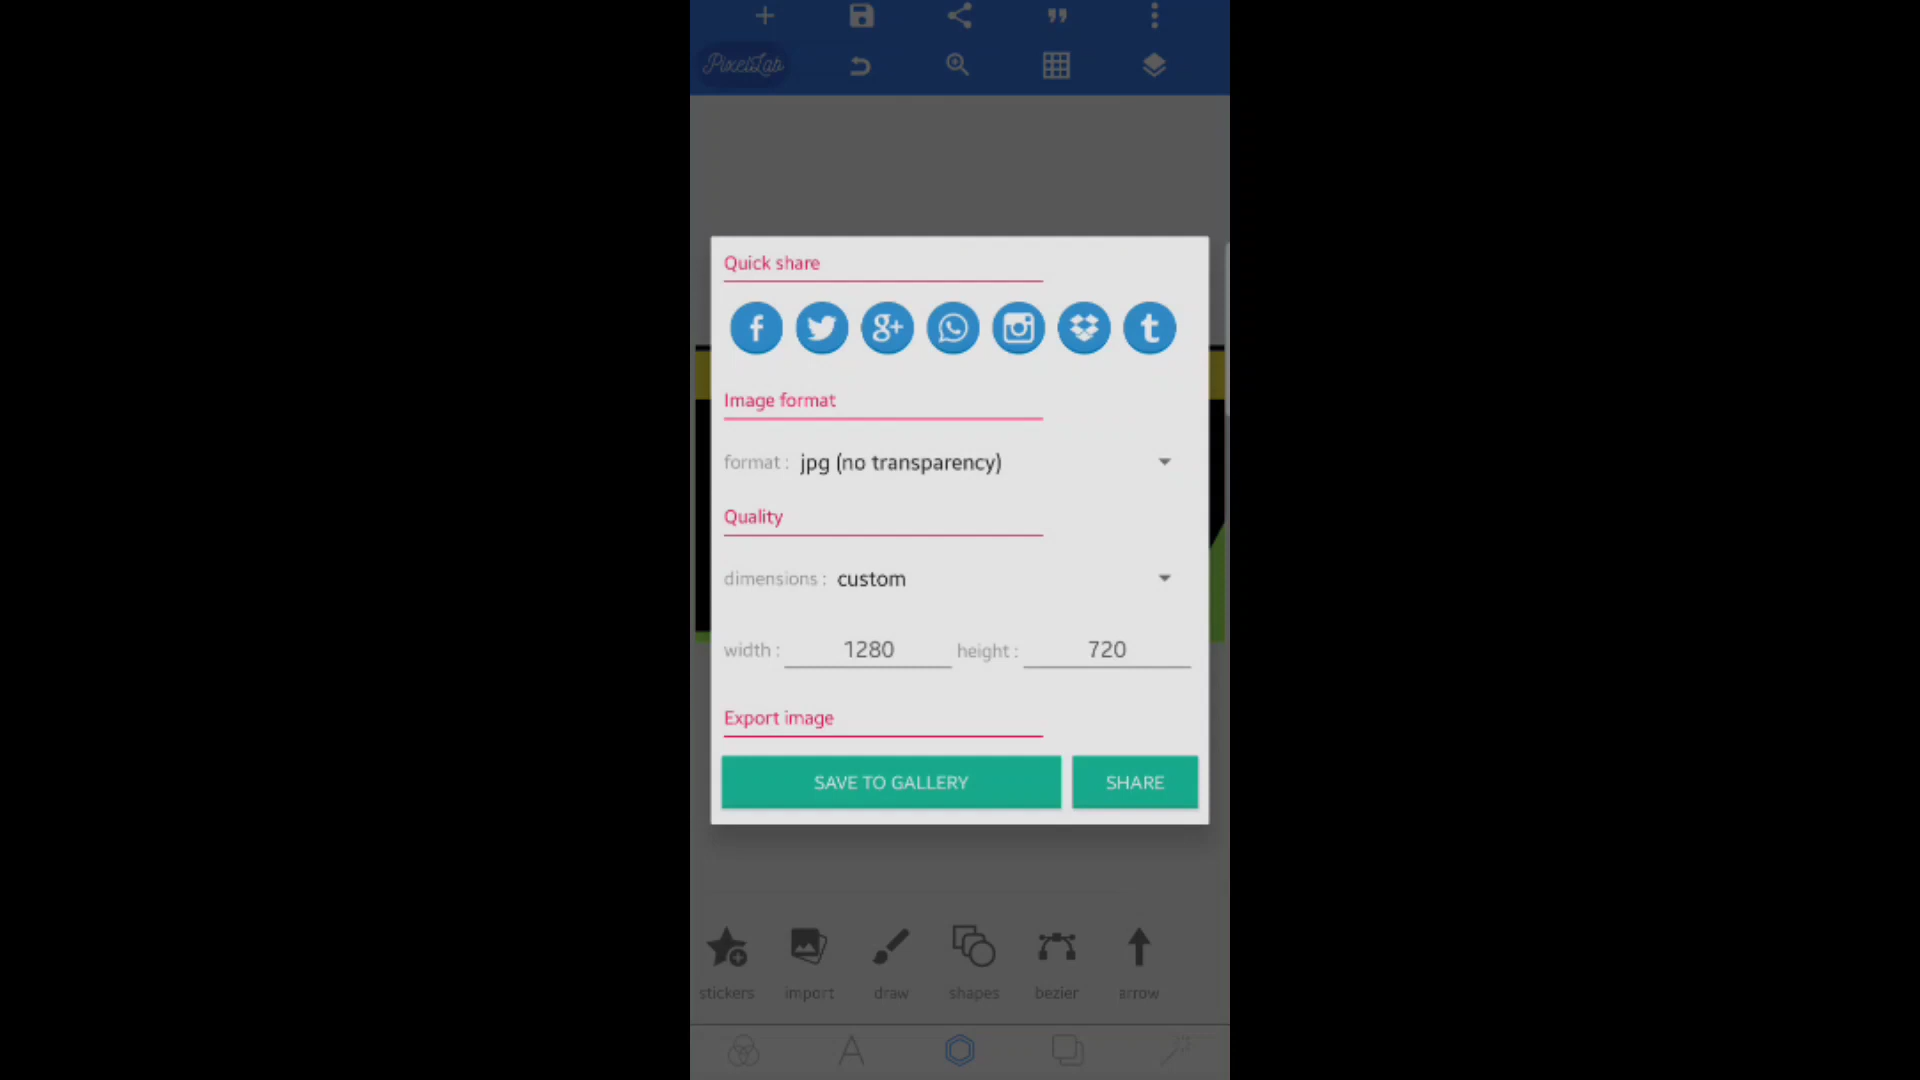 PixelLab
Quick share
Image format
format : jpg (no transparency)
Quality
dimensions : custom
width : 1280 height : 720
Export image
SAVE TO GALLERY SHARE
stickers import draw shapes bezier arrow